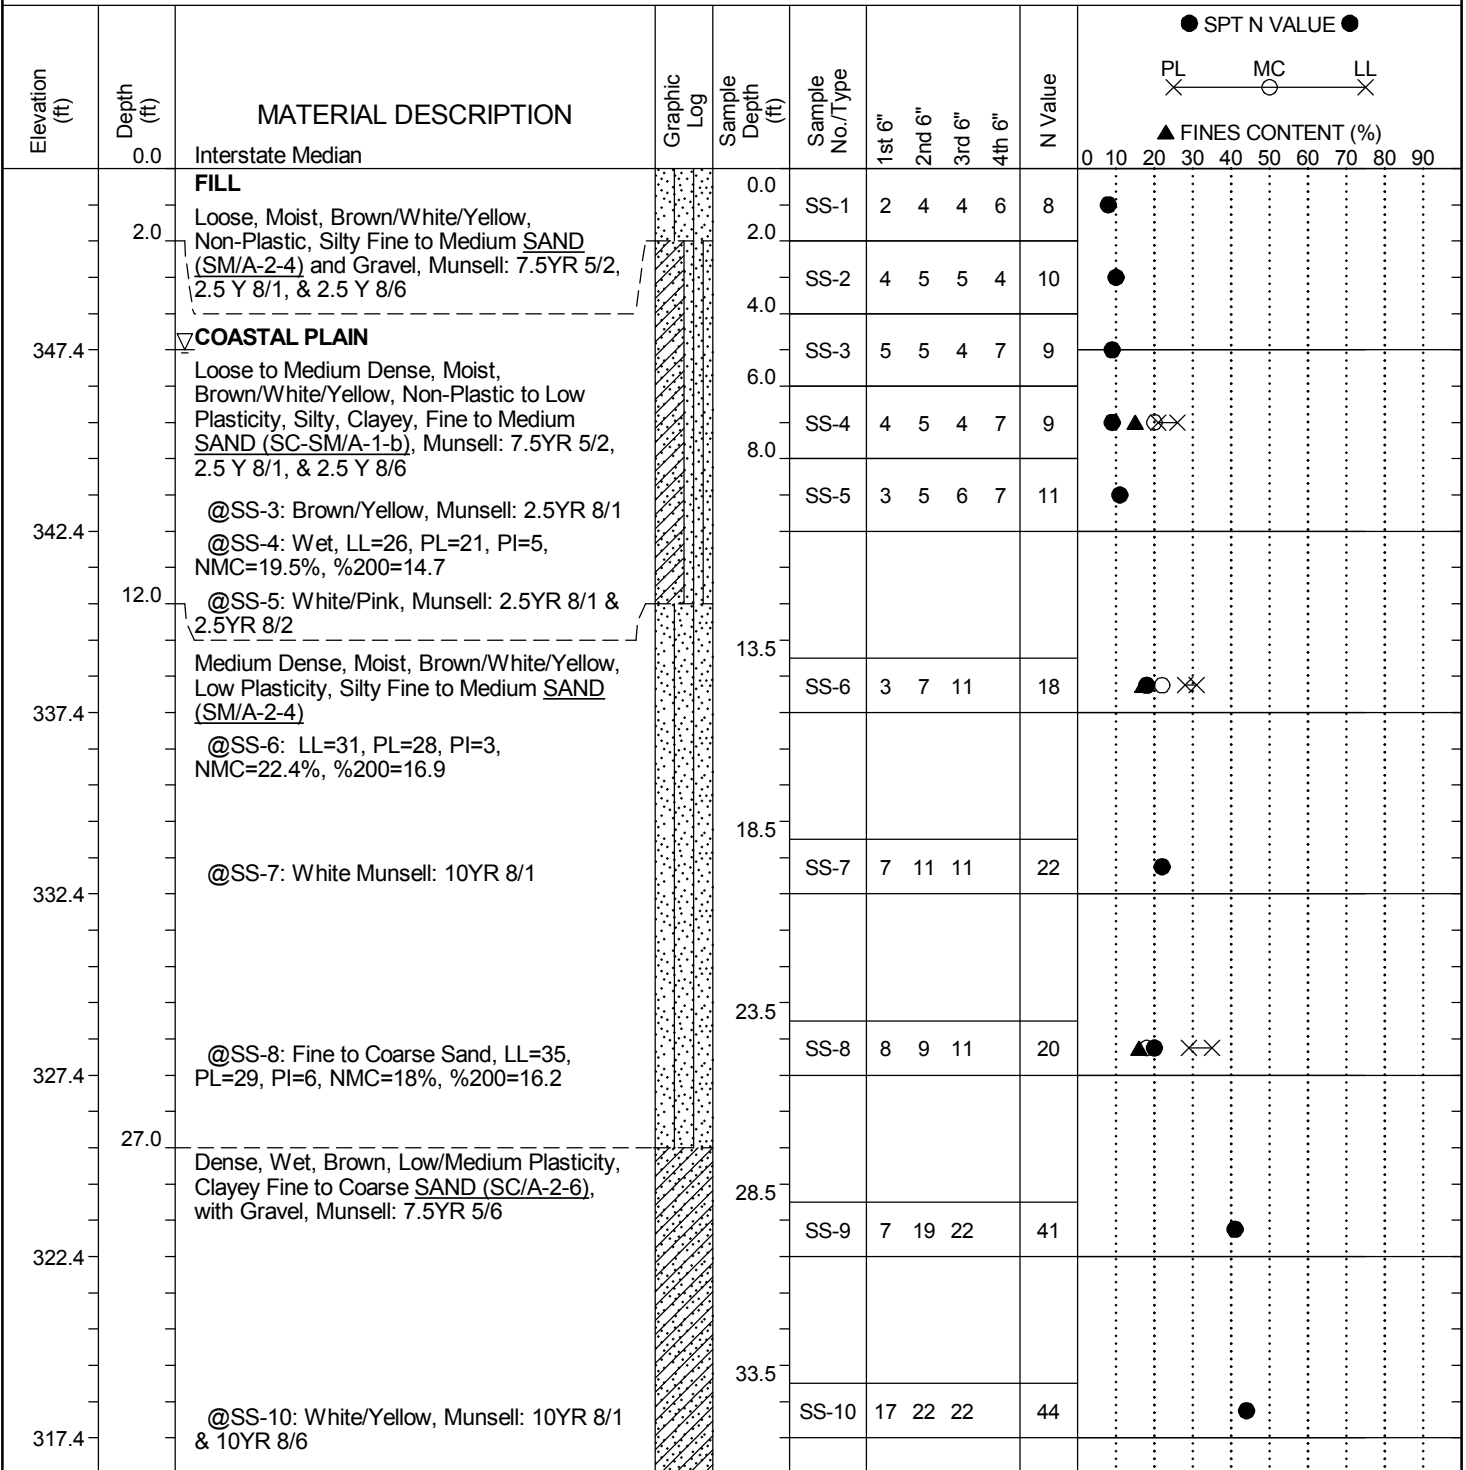 ● SPT N VALUE ●
PL MC LL
▲ FINES CONTENT (%)
0 10 20 30 40 50 60 70 80 90
Elevation (ft)
Depth (ft)
MATERIAL DESCRIPTION
Graphic Log
Sample Depth (ft)
Sample No./Type
1st 6"
2nd 6"
3rd 6"
4th 6"
N Value
0.0 Interstate Median
FILL
Loose, Moist, Brown/White/Yellow,
Non-Plastic, Silty Fine to Medium SAND
(SM/A-2-4) and Gravel, Munsell: 7.5YR 5/2,
2.5 Y 8/1, & 2.5 Y 8/6
2.0
COASTAL PLAIN
347.4
Loose to Medium Dense, Moist,
Brown/White/Yellow, Non-Plastic to Low
Plasticity, Silty, Clayey, Fine to Medium
SAND (SC-SM/A-1-b), Munsell: 7.5YR 5/2,
2.5 Y 8/1, & 2.5 Y 8/6
@SS-3: Brown/Yellow, Munsell: 2.5YR 8/1
342.4
@SS-4: Wet, LL=26, PL=21, PI=5,
NMC=19.5%, %200=14.7
12.0
@SS-5: White/Pink, Munsell: 2.5YR 8/1 &
2.5YR 8/2
Medium Dense, Moist, Brown/White/Yellow,
Low Plasticity, Silty Fine to Medium SAND
(SM/A-2-4)
337.4
@SS-6: LL=31, PL=28, PI=3,
NMC=22.4%, %200=16.9
@SS-7: White Munsell: 10YR 8/1
332.4
@SS-8: Fine to Coarse Sand, LL=35,
PL=29, PI=6, NMC=18%, %200=16.2
327.4
27.0
Dense, Wet, Brown, Low/Medium Plasticity,
Clayey Fine to Coarse SAND (SC/A-2-6),
with Gravel, Munsell: 7.5YR 5/6
322.4
@SS-10: White/Yellow, Munsell: 10YR 8/1
& 10YR 8/6
317.4
0.0
SS-1 2 4 4 6 8
2.0
SS-2 4 5 5 4 10
4.0
SS-3 5 5 4 7 9
6.0
SS-4 4 5 4 7 9
8.0
SS-5 3 5 6 7 11
13.5
SS-6 3 7 11 18
18.5
SS-7 7 11 11 22
23.5
SS-8 8 9 11 20
28.5
SS-9 7 19 22 41
33.5
SS-10 17 22 22 44